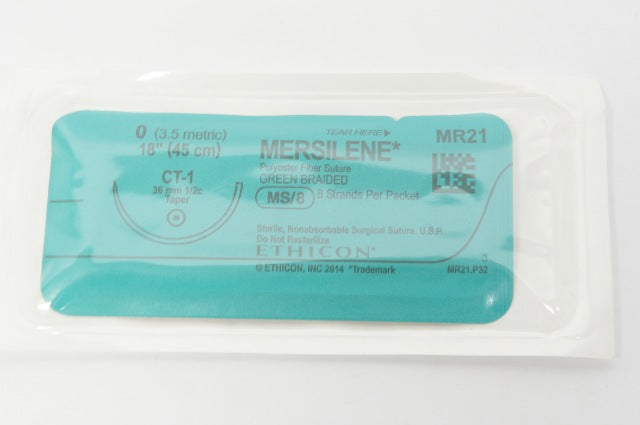 0 (3.5 metric)
18" (45 cm)
CT-1
36 mm 1/2c
Taper
TEAR HERE
MERSILENE*
Polyester Fiber Suture
GREEN BRAIDED
MS/8 8 Strands Per Packet
Sterile, Nonabsorbable Surgical Suture, U.S.P.
Do Not Resterilize
ETHICON*
© ETHICON, INC 2014 *Trademark
MR21
3
MR21.P32